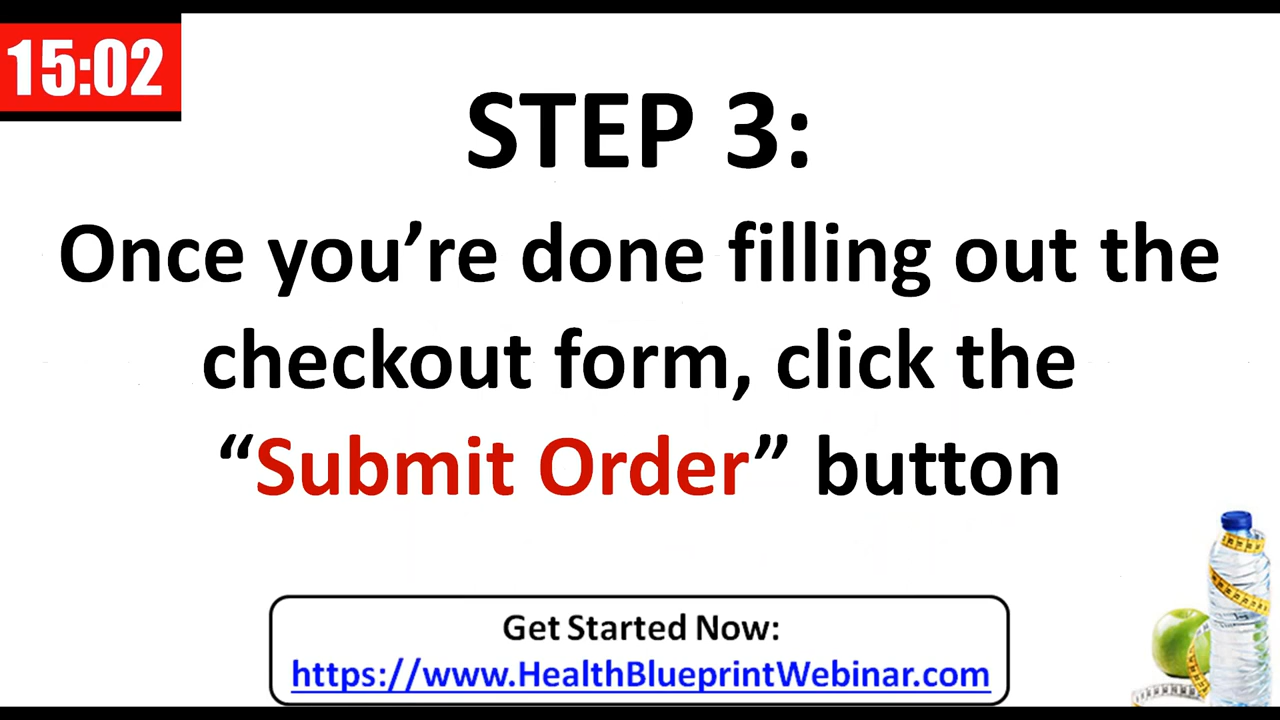 15:02
STEP 3:
Once you’re done filling out the
checkout form, click the
“Submit Order” button
Get Started Now:
https://www.HealthBlueprintWebinar.com